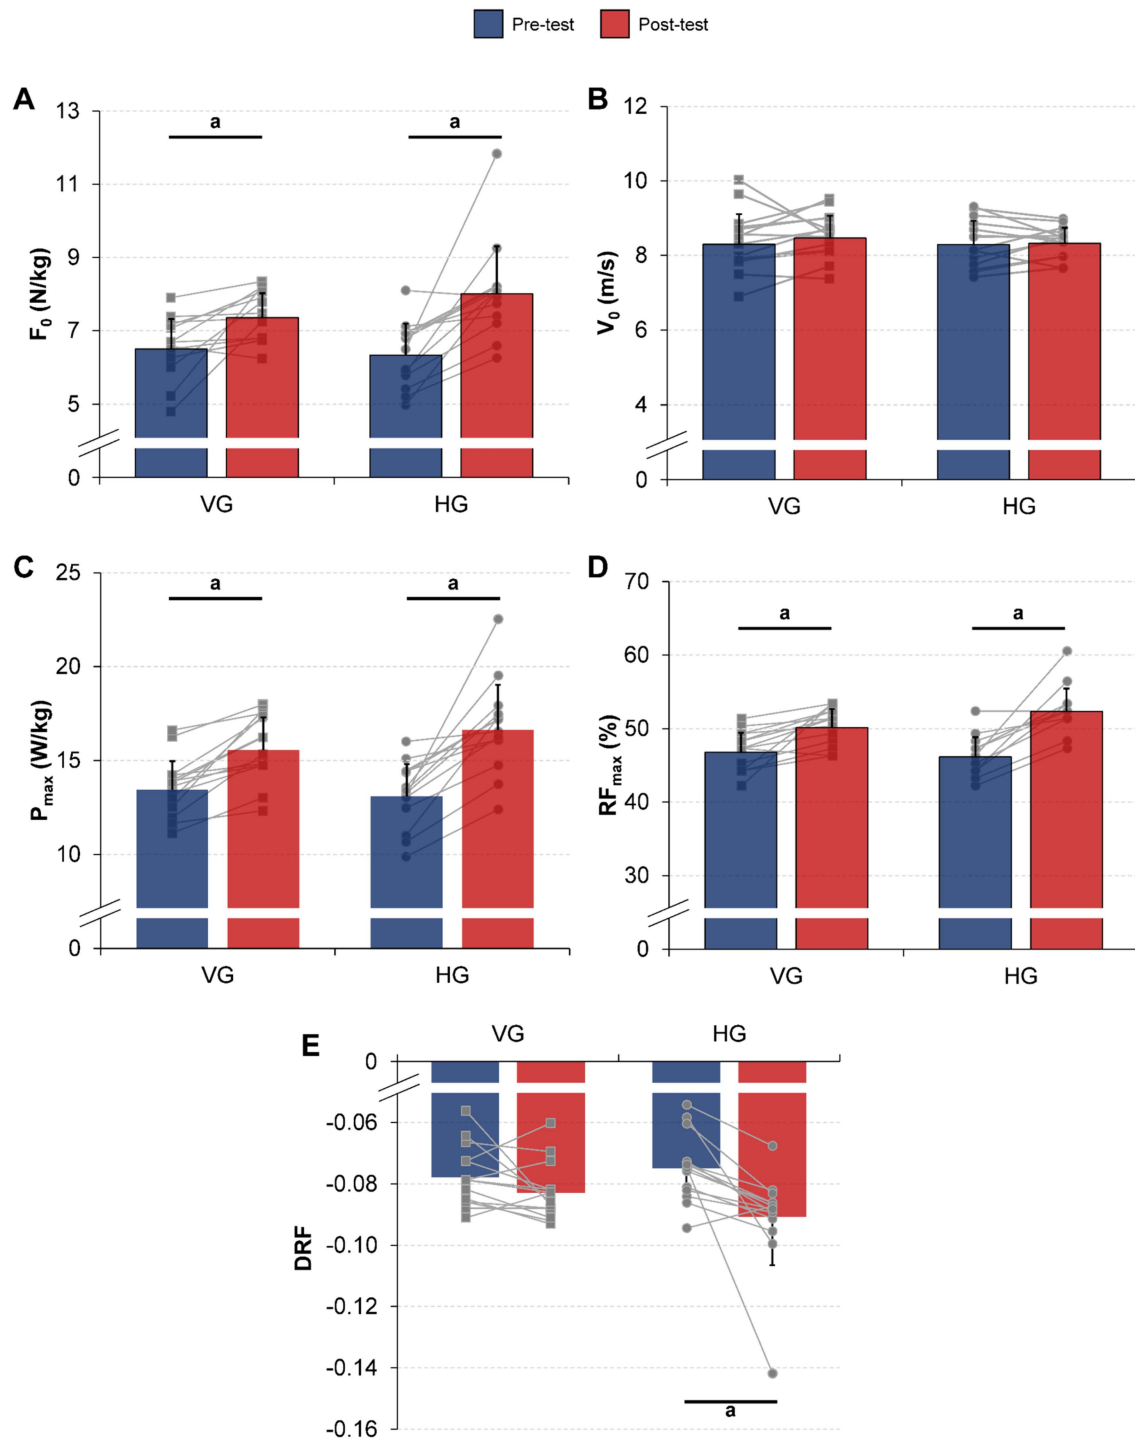 Pre-test Post-test
A
F₀ (N/kg)
13
11
9
7
5
0
a a
VG HG
B
V₀ (m/s)
12
10
8
6
4
0
VG HG
C
Pmax (W/kg)
25
20
15
10
0
a a
VG HG
D
RFmax (%)
70
60
50
40
30
0
a a
VG HG
E
VG HG
DRF
0
-0.06
-0.08
-0.10
-0.12
-0.14
-0.16
a